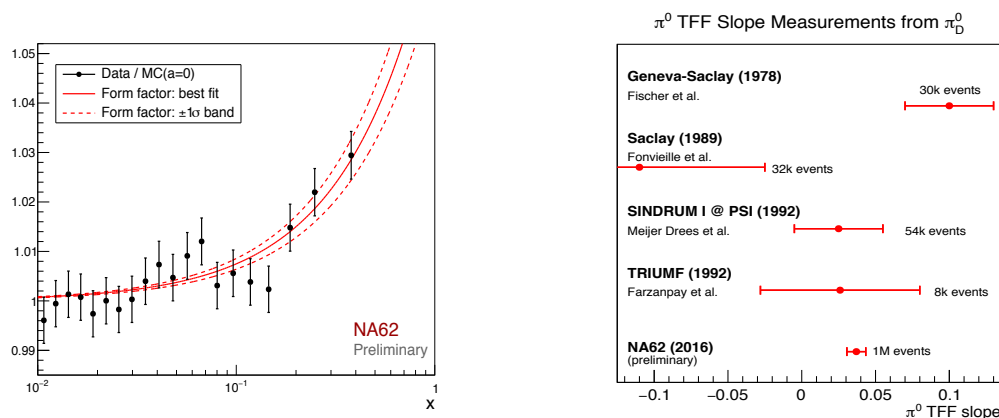 1.05
1.04
1.03
1.02
1.01
1
0.99
Data / MC(a=0)
Form factor: best fit
Form factor: ±1σ band
NA62
Preliminary
10⁻² 10⁻¹ 1
x
π⁰ TFF Slope Measurements from π⁰_D
Geneva-Saclay (1978)
Fischer et al.
30k events
Saclay (1989)
Fonvieille et al.
32k events
SINDRUM I @ PSI (1992)
Meijer Drees et al.
54k events
TRIUMF (1992)
Farzanpay et al.
8k events
NA62 (2016)
(preliminary)
1M events
−0.1 −0.05 0 0.05 0.1
π⁰ TFF slope